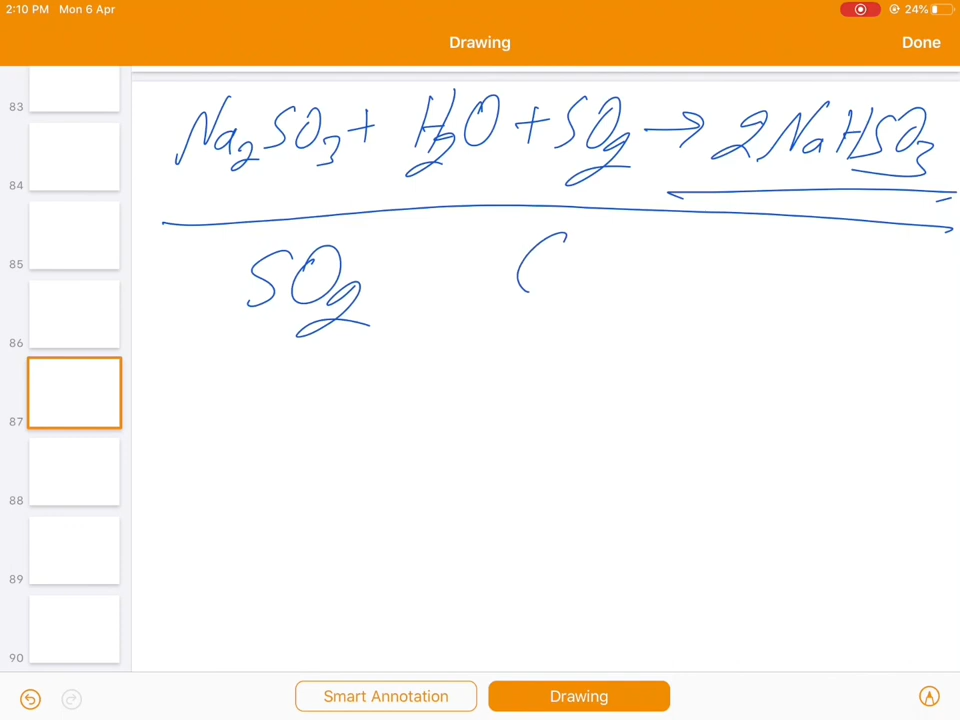 2:10 PM Mon 6 Apr 24%
Drawing Done
83
Na2SO3 + H2O + SO2 → 2NaHSO3
84
85
SO2 (
86
87
88
89
90
Smart Annotation Drawing